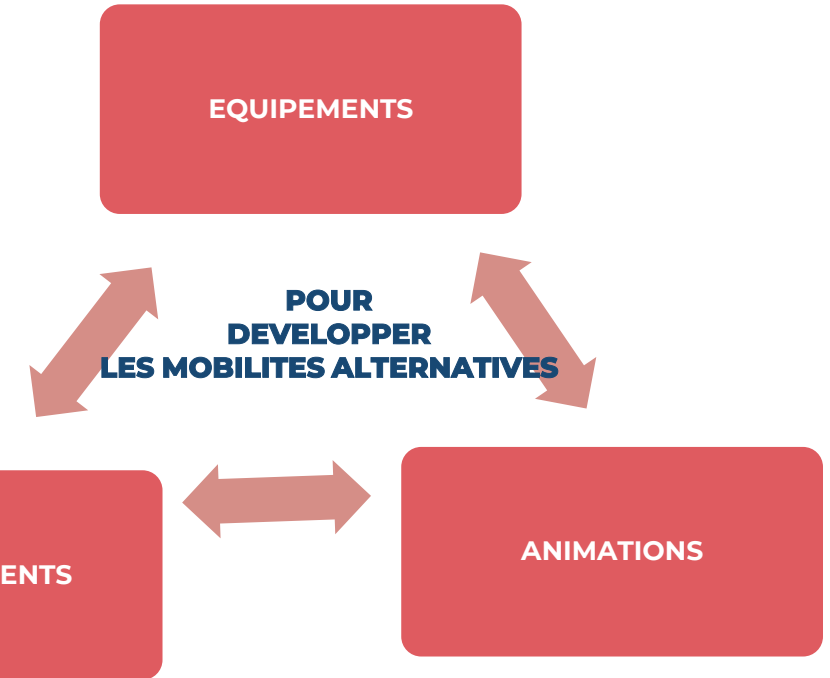 EQUIPEMENTS
POUR
DEVELOPPER
LES MOBILITES ALTERNATIVES
ANIMATIONS
ENTS